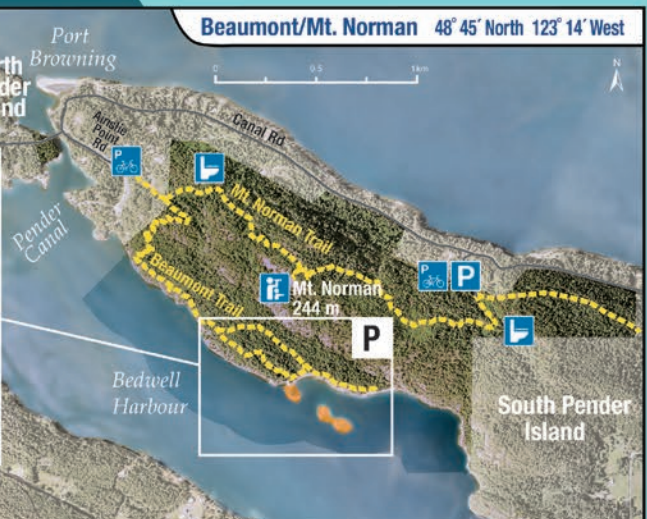 Beaumont/Mt. Norman 48° 45´ North 123° 14´ West
Port
Browning
th
der
nd
0 0.5 1km
N
Ainslie
Point
Rd
Canal Rd
P
Mt. Norman Trail
Pender
Canal
Beaumont Trail
P
P
Mt. Norman
244 m
P
Bedwell
Harbour
South Pender
Island